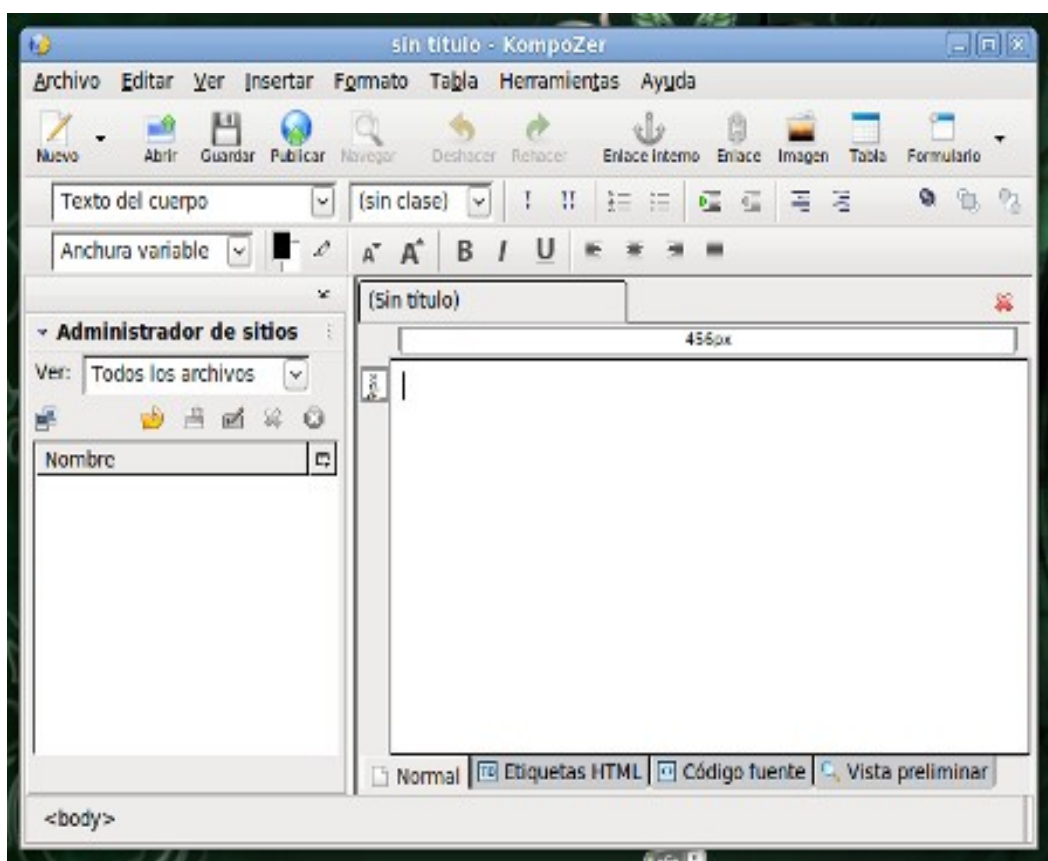 sin título - KompoZer
Archivo Editar Ver Insertar Formato Tabla Herramientas Ayuda
Nuevo Abrir Guardar Publicar Navegar Deshacer Rehacer Enlace interno Enlace Imagen Tabla Formulario
Texto del cuerpo (sin clase) ! !!
Anchura variable A A B I U
(Sin título)
Administrador de sitios
456px
Ver: Todos los archivos
Nombre
Normal Etiquetas HTML Código fuente Vista preliminar
<body>